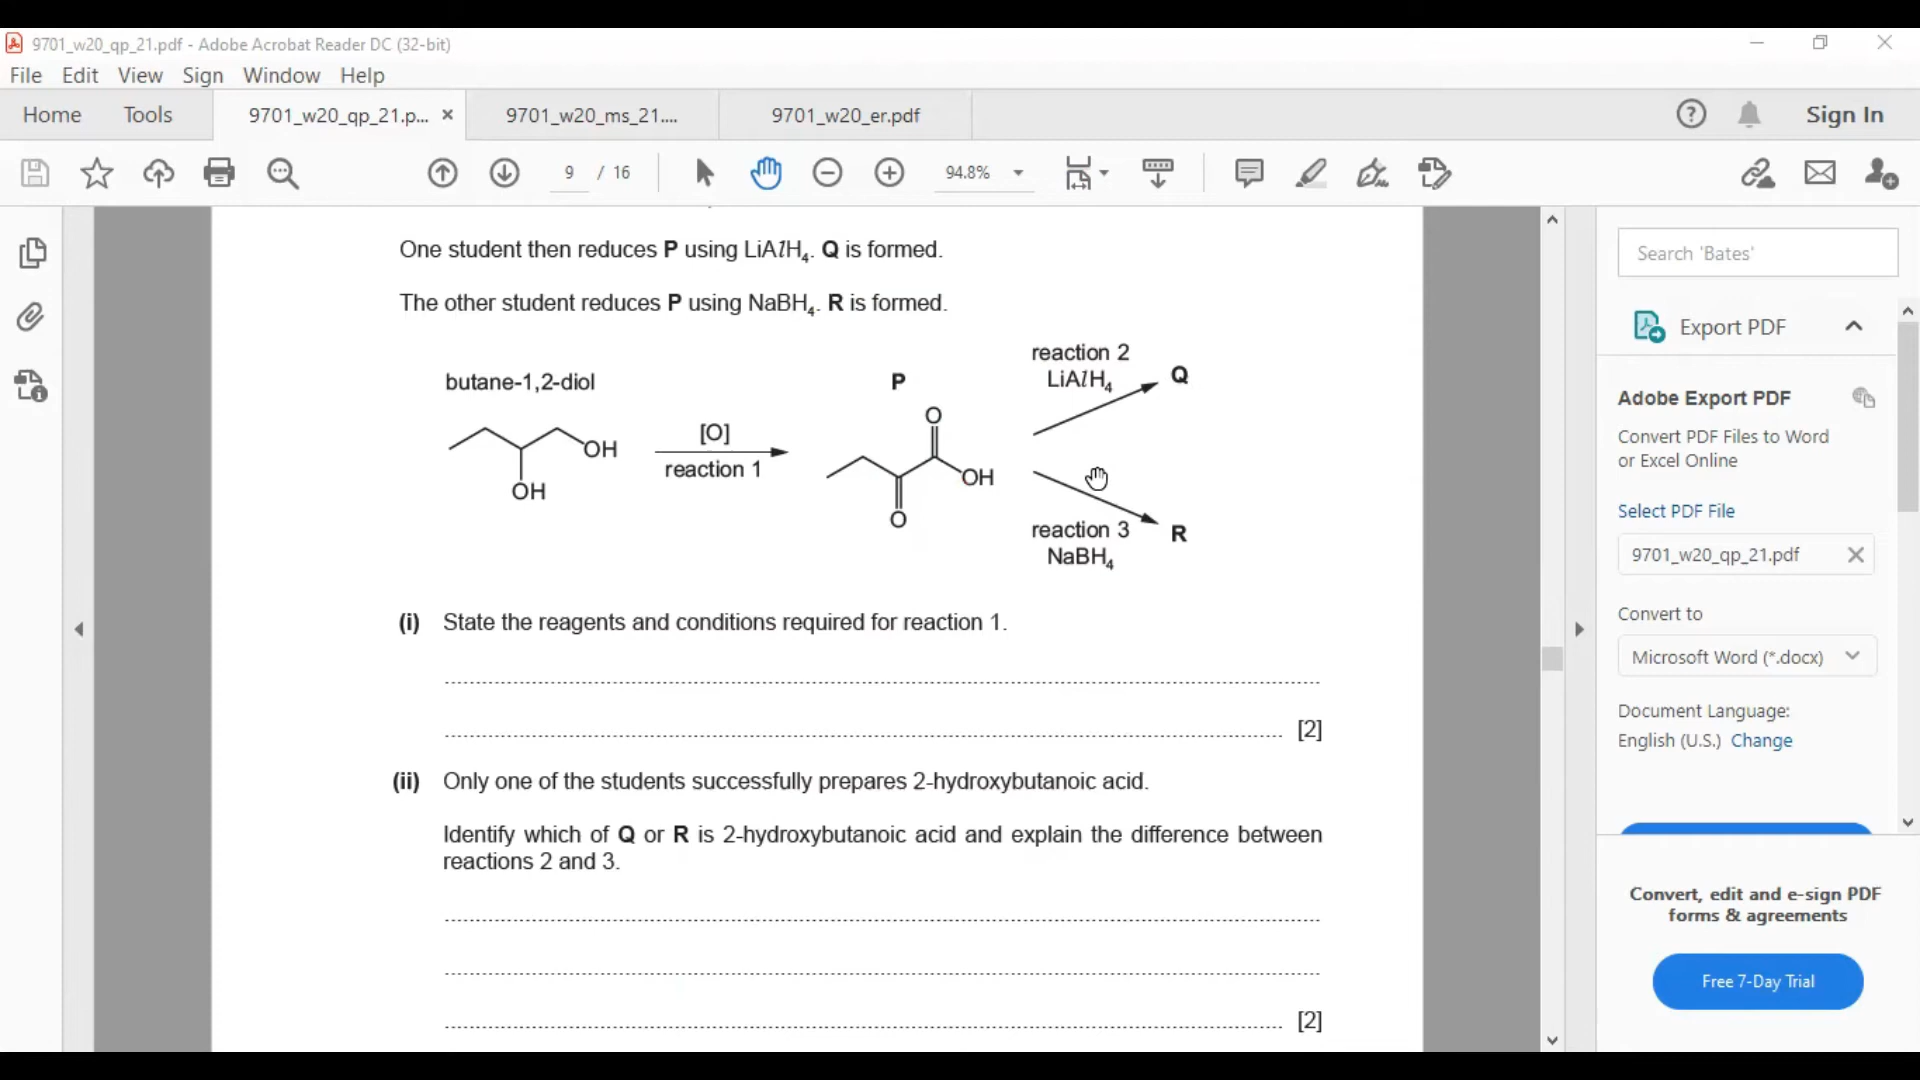 9701_w20_qp_21.pdf - Adobe Acrobat Reader DC (32-bit)
File Edit View Sign Window Help
Home Tools 9701_w20_qp_21.p... × 9701_w20_ms_21.... 9701_w20_er.pdf Sign In
9 / 16 94.8%
One student then reduces P using LiAlH₄. Q is formed.
The other student reduces P using NaBH₄. R is formed.
reaction 2
LiAlH₄
Q
butane-1,2-diol
P
OH
OH
[O]
reaction 1
O
OH
O
reaction 3
NaBH₄
R
(i) State the reagents and conditions required for reaction 1.
[2]
(ii) Only one of the students successfully prepares 2-hydroxybutanoic acid.
Identify which of Q or R is 2-hydroxybutanoic acid and explain the difference between
reactions 2 and 3.
[2]
Search 'Bates'
Export PDF
Adobe Export PDF
Convert PDF Files to Word
or Excel Online
Select PDF File
9701_w20_qp_21.pdf
Convert to
Microsoft Word (*.docx)
Document Language:
English (U.S.) Change
Convert, edit and e-sign PDF
forms & agreements
Free 7-Day Trial